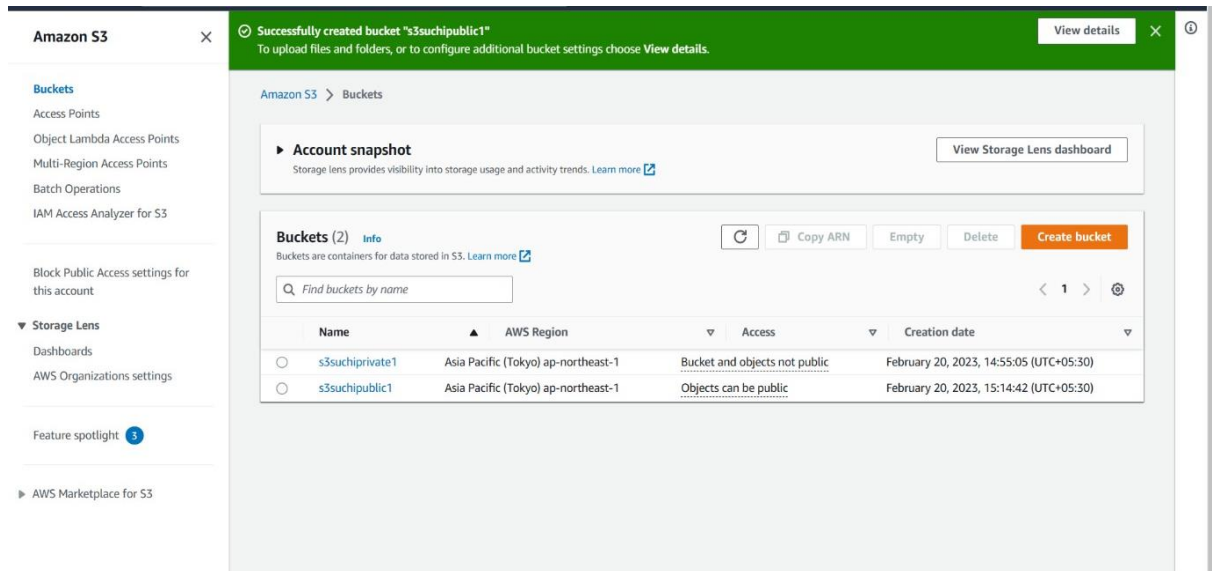 Amazon S3
Successfully created bucket "s3suchipublic1"
To upload files and folders, or to configure additional bucket settings choose View details.
View details
Buckets
Access Points
Object Lambda Access Points
Multi-Region Access Points
Batch Operations
IAM Access Analyzer for S3
Block Public Access settings for
this account
Storage Lens
Dashboards
AWS Organizations settings
Feature spotlight 3
AWS Marketplace for S3
Amazon S3 > Buckets
Account snapshot
Storage lens provides visibility into storage usage and activity trends. Learn more
View Storage Lens dashboard
Buckets (2) Info
Buckets are containers for data stored in S3. Learn more
Copy ARN Empty Delete Create bucket
Find buckets by name
< 1 >
Name AWS Region Access Creation date
s3suchiprivate1 Asia Pacific (Tokyo) ap-northeast-1 Bucket and objects not public February 20, 2023, 14:55:05 (UTC+05:30)
s3suchipublic1 Asia Pacific (Tokyo) ap-northeast-1 Objects can be public February 20, 2023, 15:14:42 (UTC+05:30)